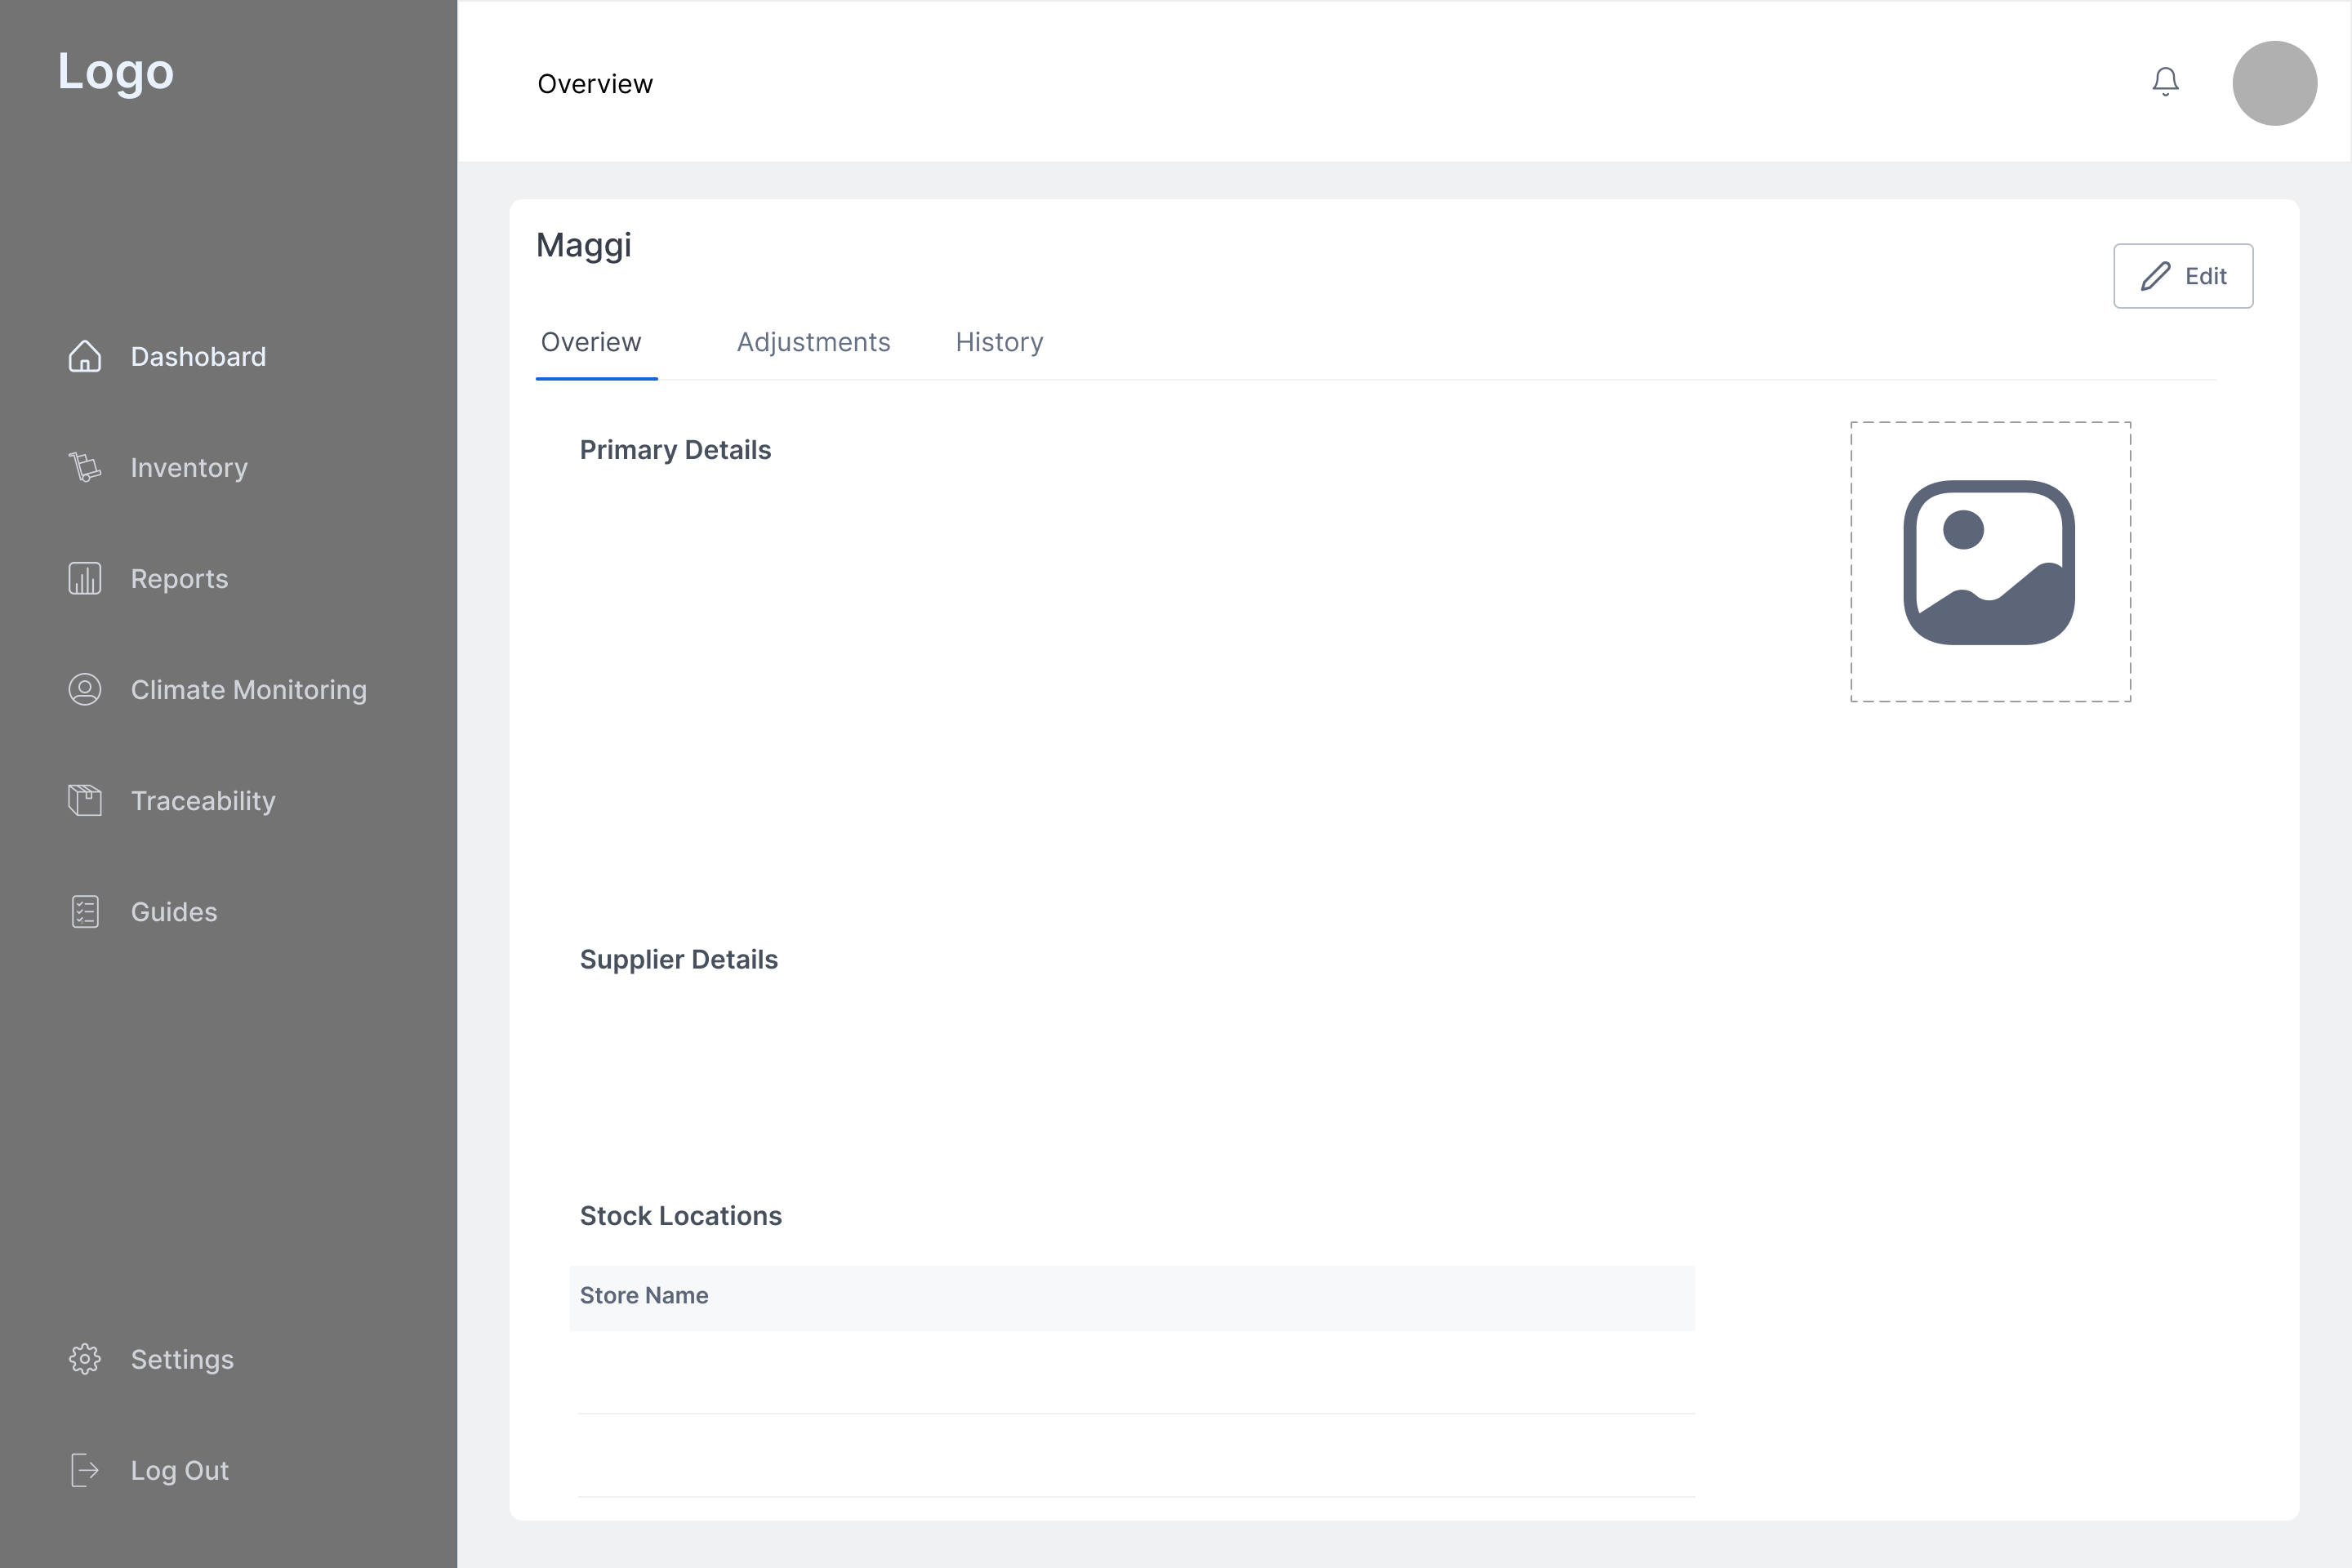 Logo
Overview
Dashobard
Inventory
Reports
Climate Monitoring
Traceability
Guides
Settings
Log Out
Maggi
Edit
Overiew
Adjustments
History
Primary Details
Supplier Details
Stock Locations
Store Name